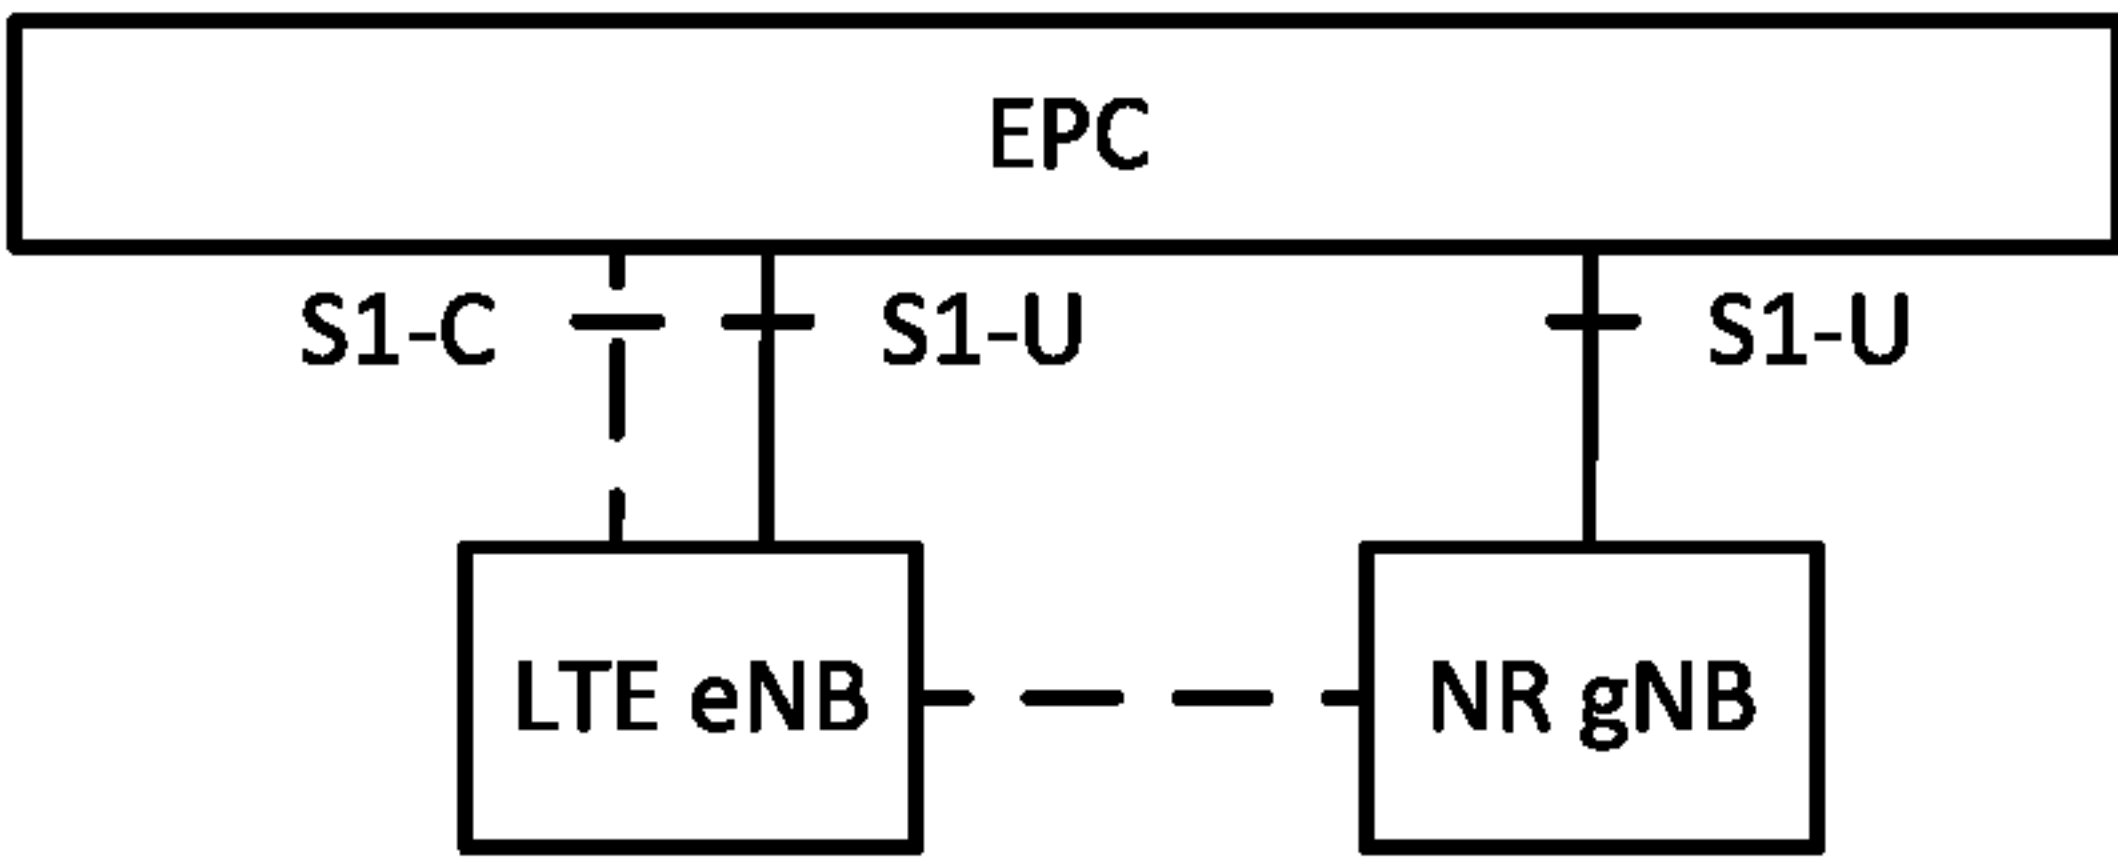 EPC
S1-C
S1-U
S1-U
LTE eNB
NR gNB